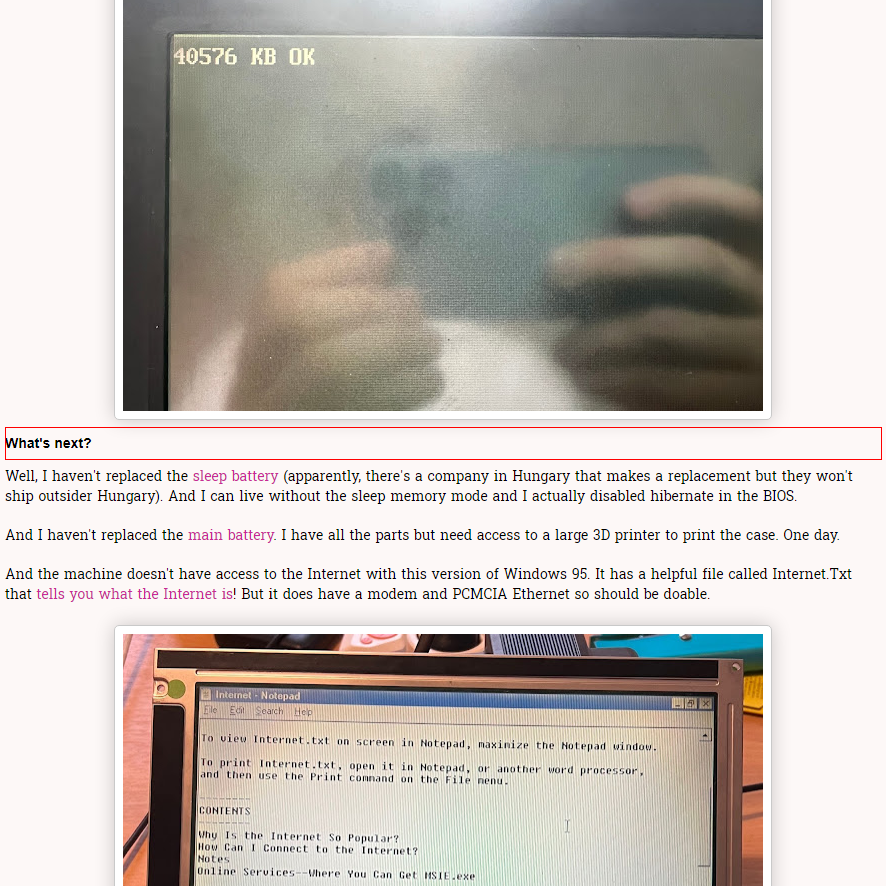 40576 KB OK
What's next?
Well, I haven't replaced the sleep battery (apparently, there's a company in Hungary that makes a replacement but they won't
ship outsider Hungary). And I can live without the sleep memory mode and I actually disabled hibernate in the BIOS.
And I haven't replaced the main battery. I have all the parts but need access to a large 3D printer to print the case. One day.
And the machine doesn't have access to the Internet with this version of Windows 95. It has a helpful file called Internet.Txt
that tells you what the Internet is! But it does have a modem and PCMCIA Ethernet so should be doable.
Internet - Notepad
File Edit Search Help
To view Internet.txt on screen in Notepad, maximize the Notepad window.
To print Internet.txt, open it in Notepad, or another word processor,
and then use the Print command on the File menu.
--------
CONTENTS
--------
Why Is the Internet So Popular?
How Can I Connect to the Internet?
Notes
Online Services--Where You Can Get MSIE.exe